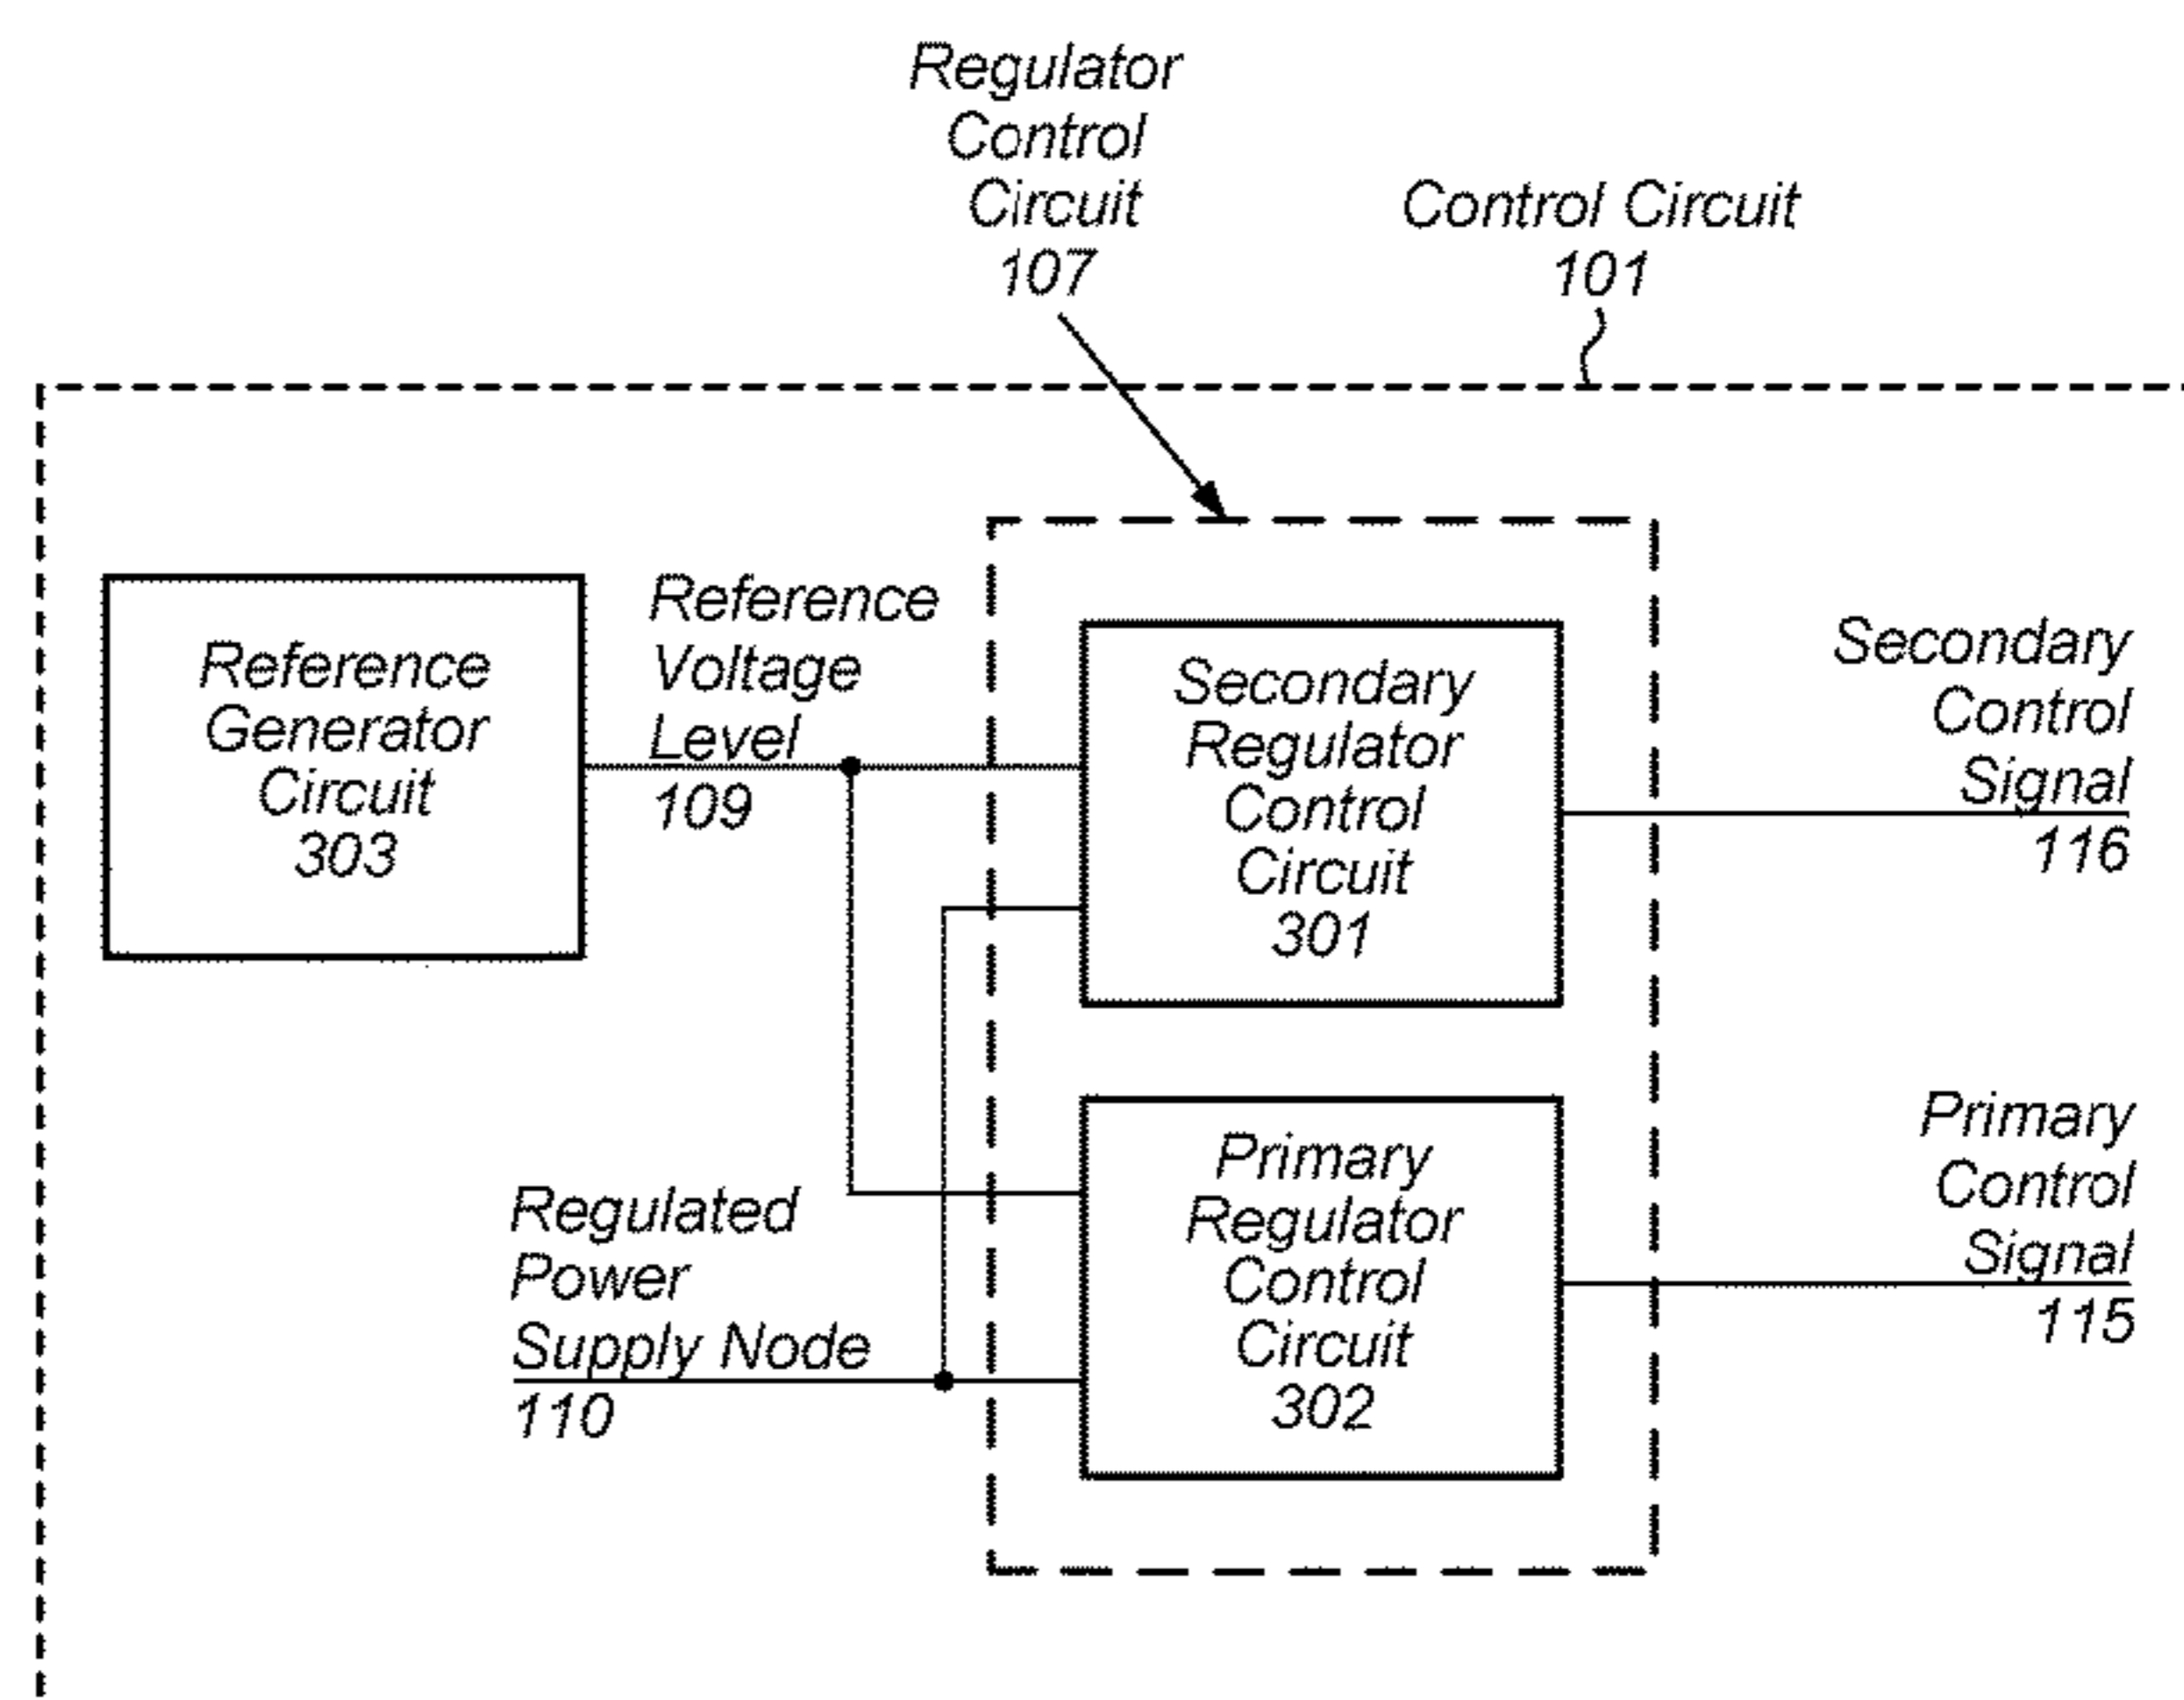 Regulator
Control
Circuit
107
Control Circuit
101
Reference
Generator
Circuit
303
Reference
Voltage
Level
109
Secondary
Regulator
Control
Circuit
301
Secondary
Control
Signal
116
Regulated
Power
Supply Node
110
Primary
Regulator
Control
Circuit
302
Primary
Control
Signal
115